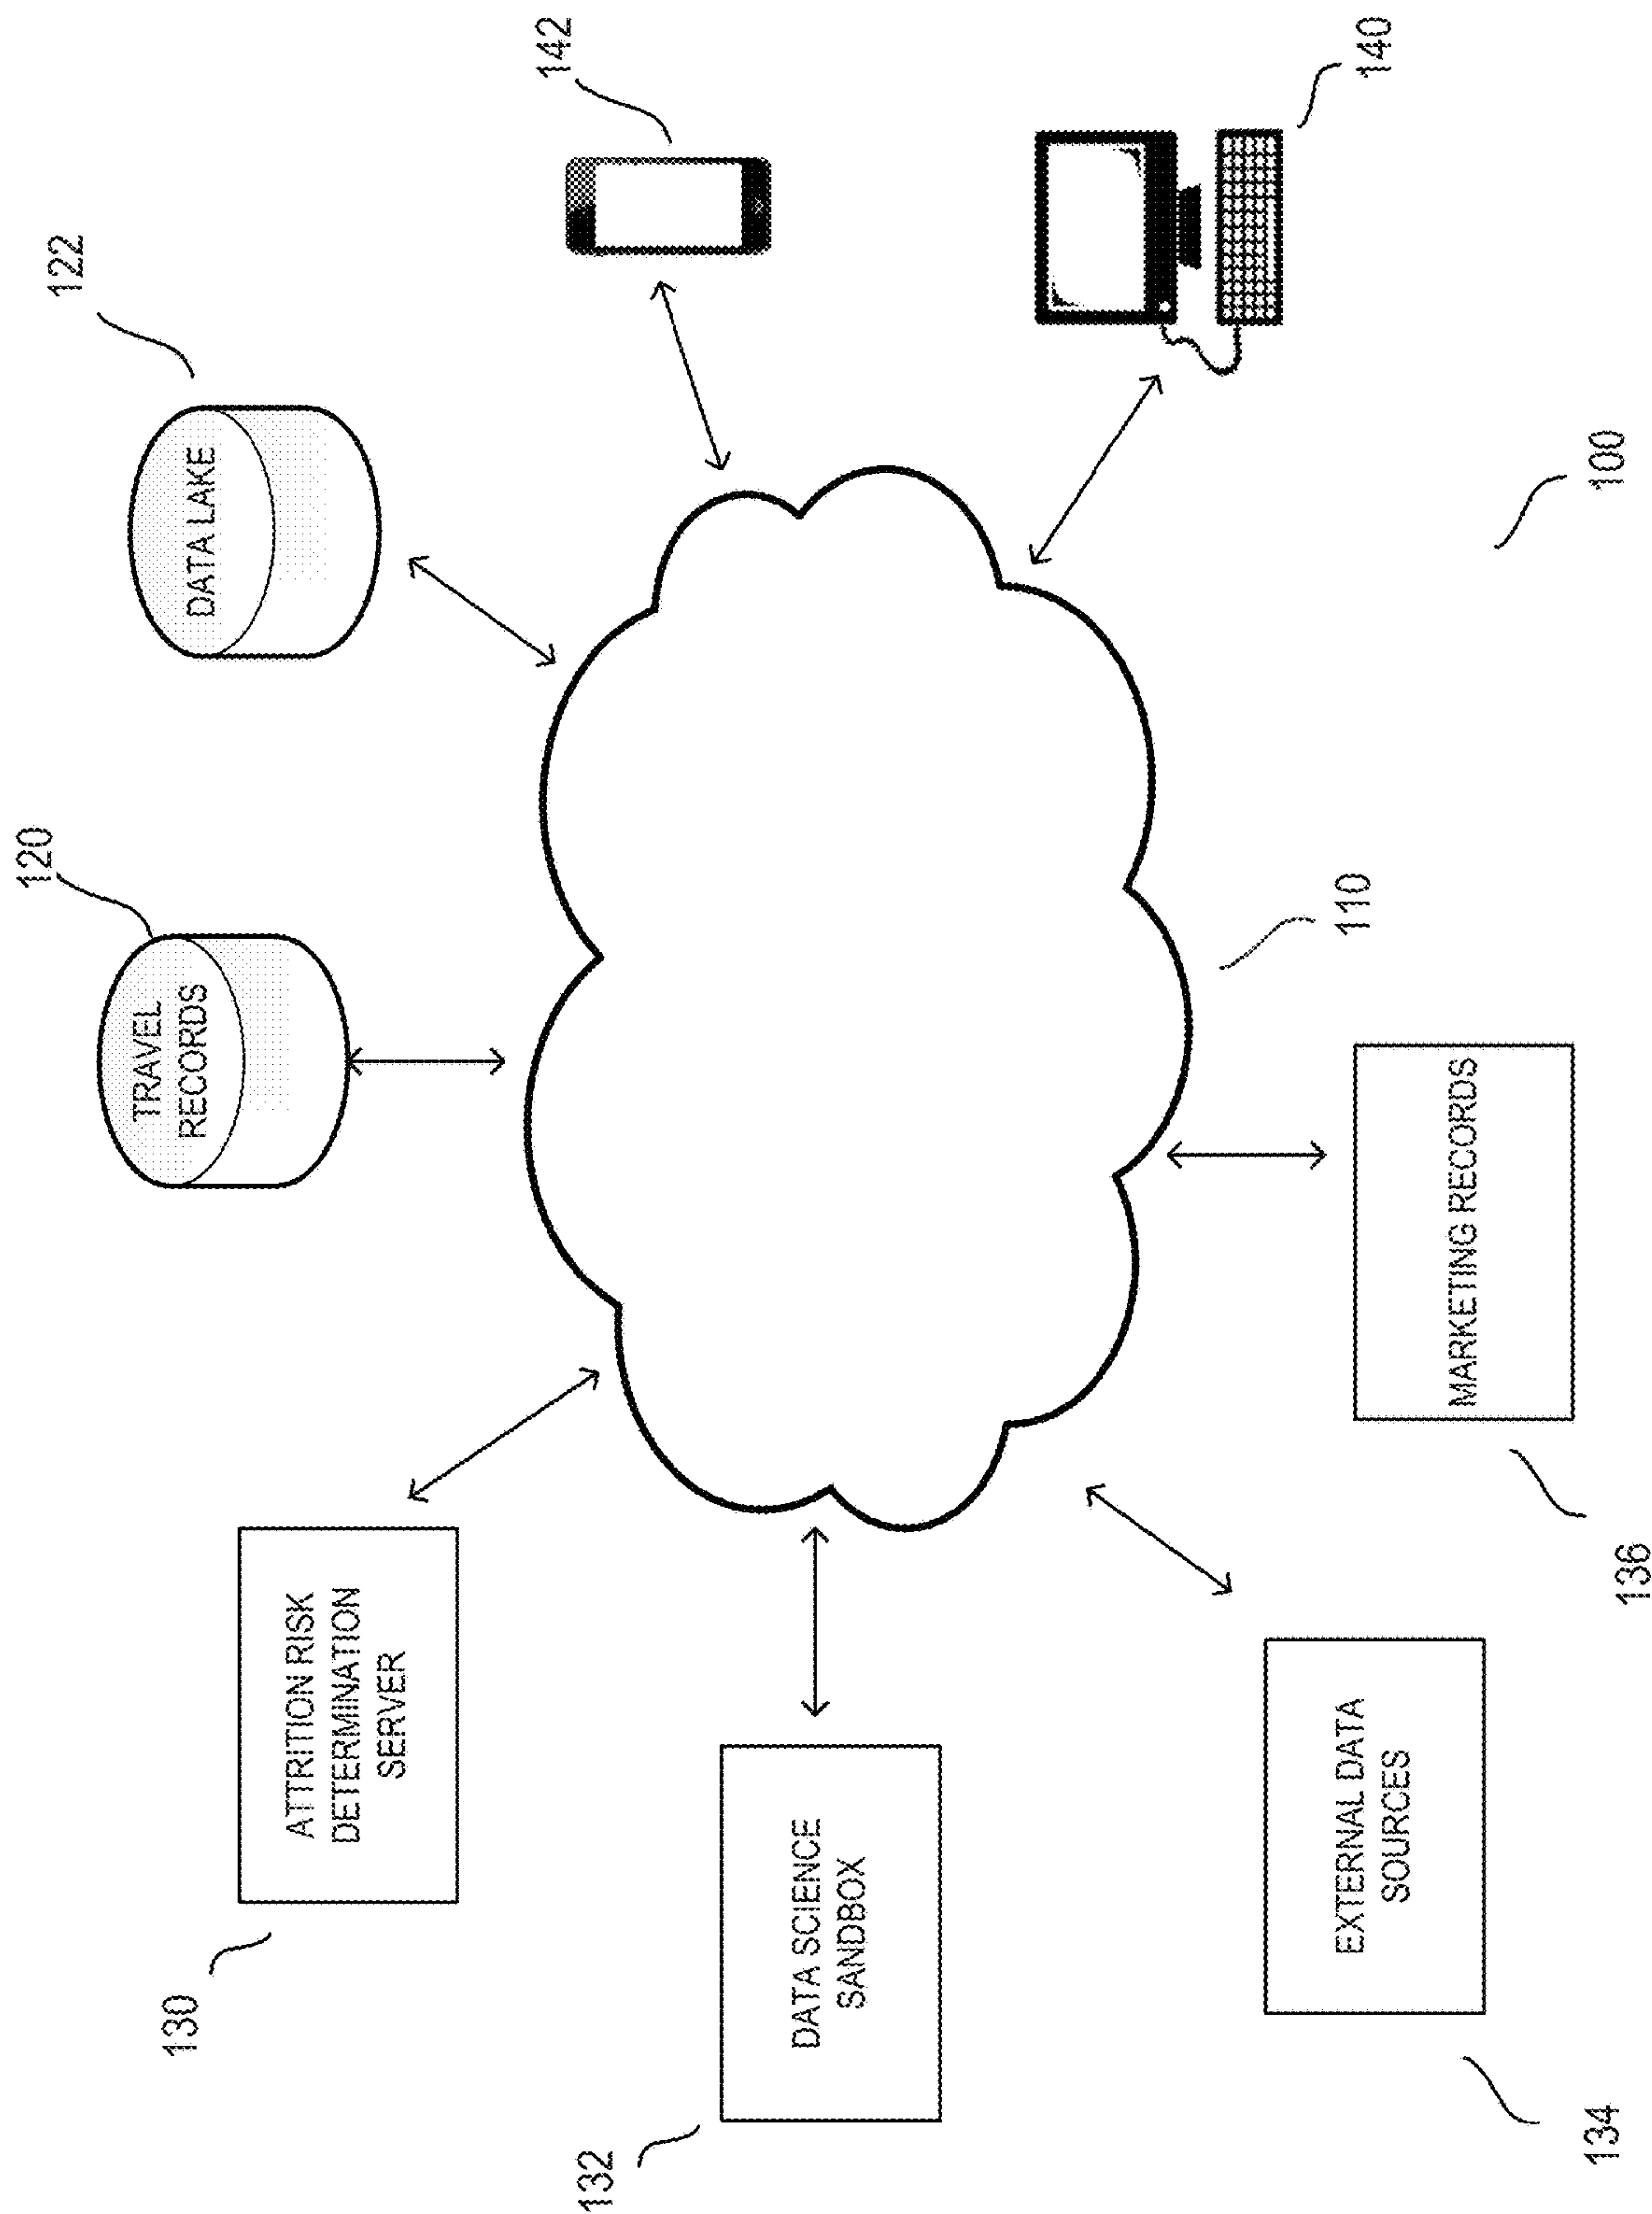 120
TRAVEL
RECORDS
122
DATA LAKE
130
ATTRITION RISK
DETERMINATION
SERVER
142
132
DATA SCIENCE
SANDBOX
140
134
EXTERNAL DATA
SOURCES
136
MARKETING RECORDS
110
100